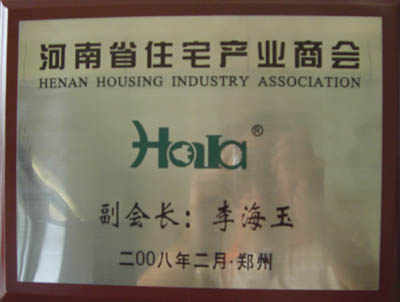 河南省住宅产业商会
HENAN HOUSING INDUSTRY ASSOCIATION
Halla®
副会长：李海玉
二00八年二月·郑州